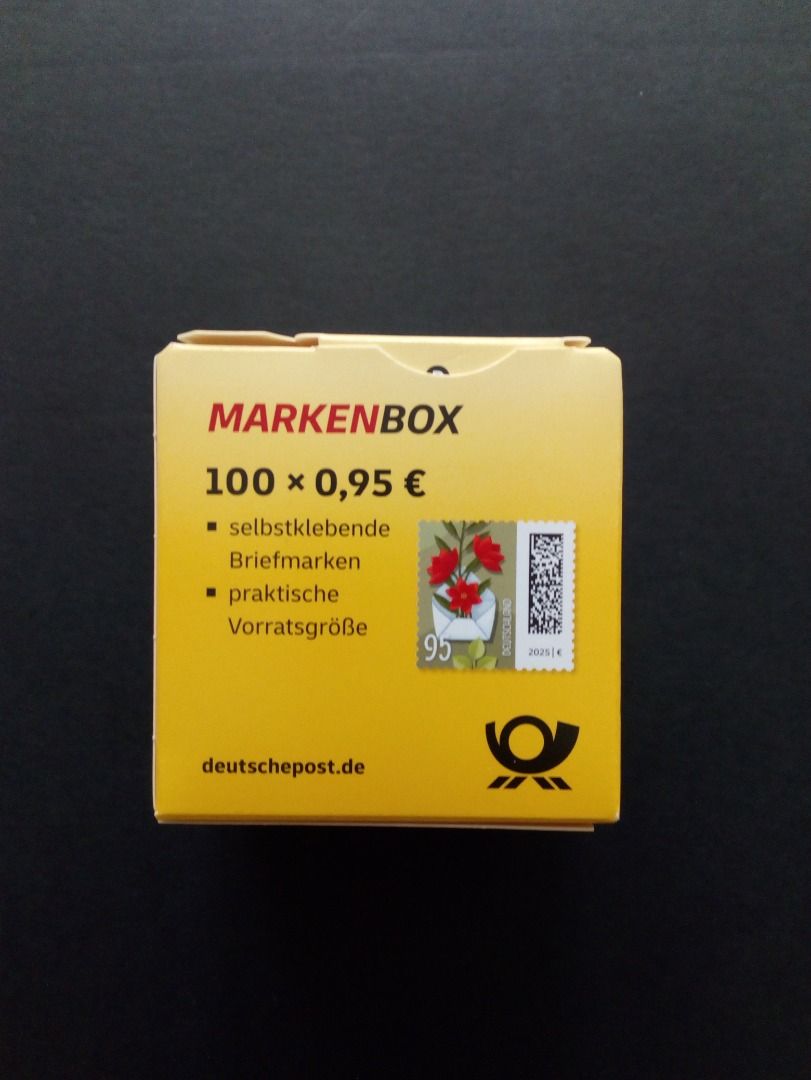 MARKENBOX
100 × 0,95 €
▪ selbstklebende
Briefmarken
▪ praktische
Vorratsgröße
95
DEUTSCHLAND
2025 | €
deutschepost.de